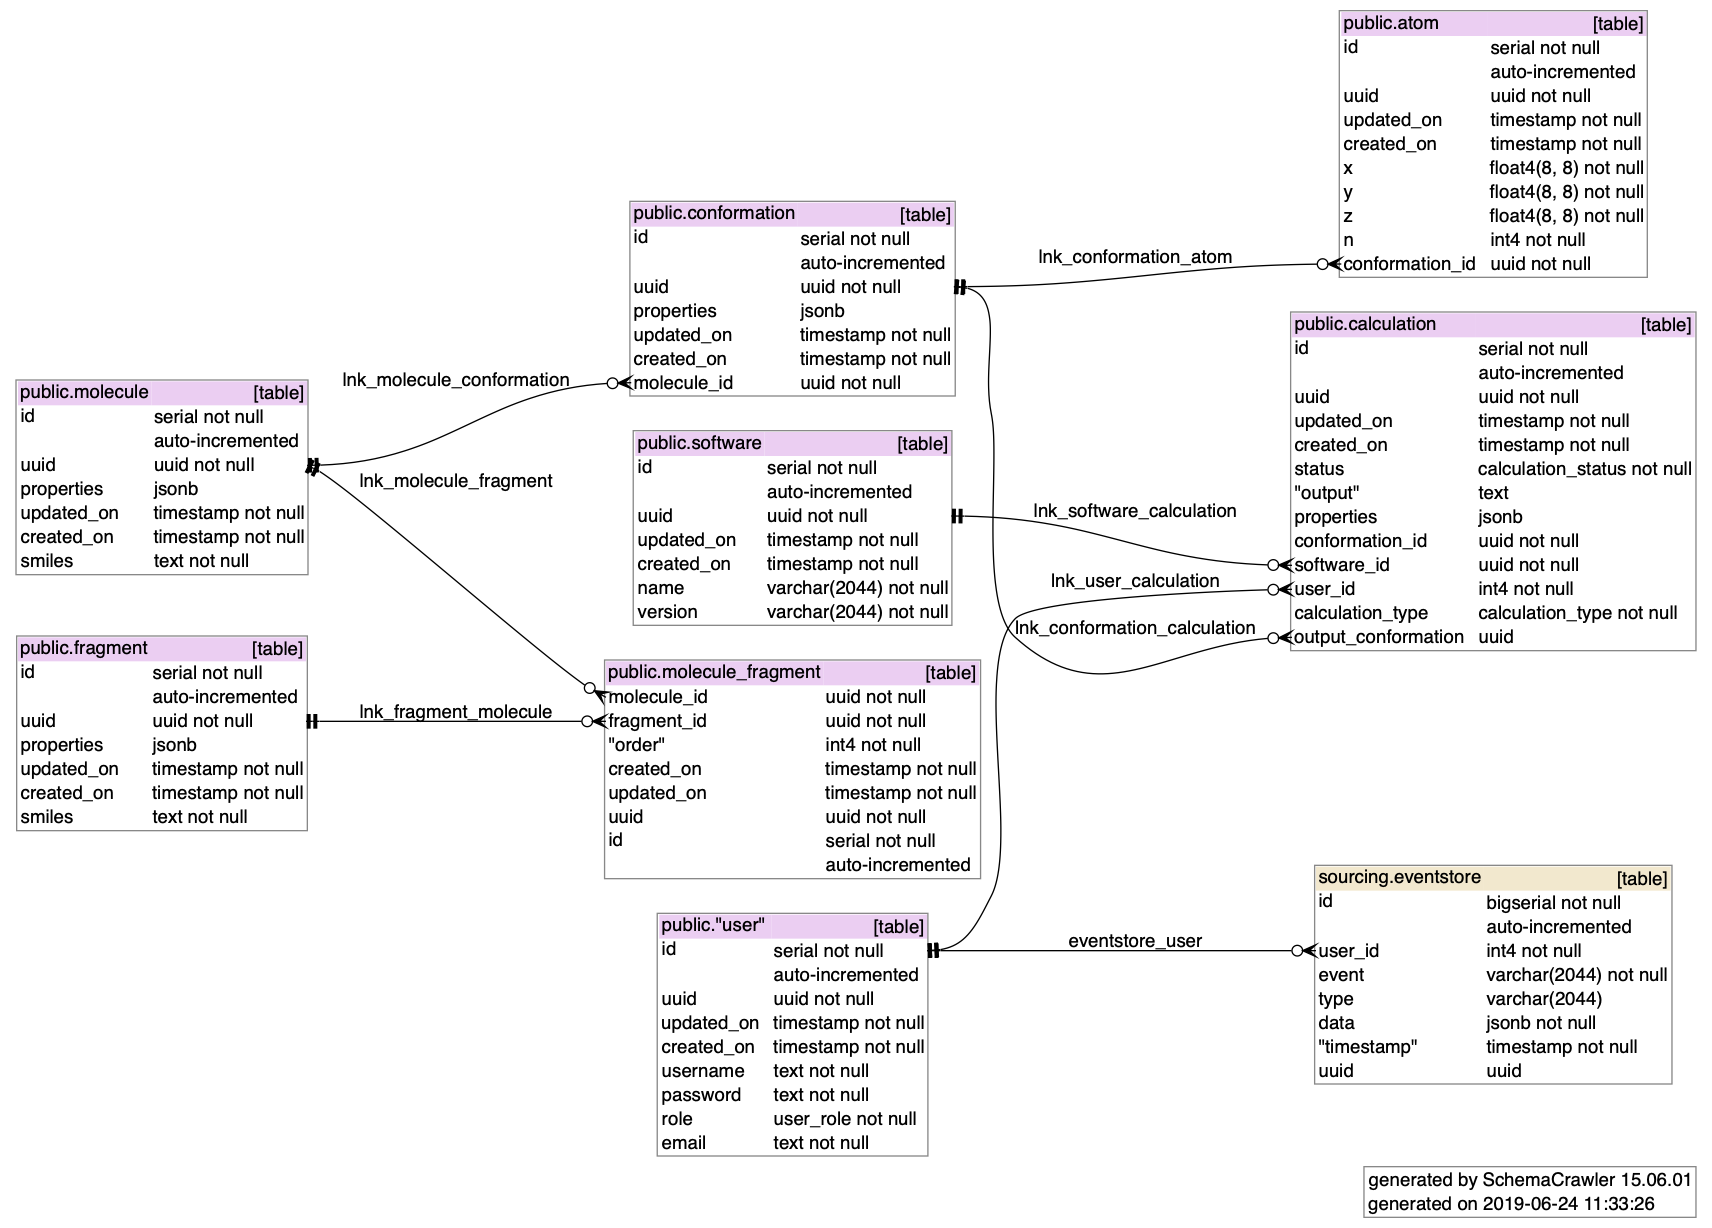 public.atom [table]
id serial not null
auto-incremented
uuid uuid not null
updated_on timestamp not null
created_on timestamp not null
x float4(8, 8) not null
y float4(8, 8) not null
z float4(8, 8) not null
n int4 not null
conformation_id uuid not null
public.conformation [table]
id serial not null
auto-incremented
uuid uuid not null
properties jsonb
updated_on timestamp not null
created_on timestamp not null
molecule_id uuid not null
lnk_conformation_atom
public.calculation [table]
id serial not null
auto-incremented
uuid uuid not null
updated_on timestamp not null
created_on timestamp not null
status calculation_status not null
"output" text
properties jsonb
conformation_id uuid not null
software_id uuid not null
user_id int4 not null
calculation_type calculation_type not null
output_conformation uuid
lnk_molecule_conformation
public.molecule [table]
id serial not null
auto-incremented
uuid uuid not null
properties jsonb
updated_on timestamp not null
created_on timestamp not null
smiles text not null
lnk_molecule_fragment
public.software [table]
id serial not null
auto-incremented
uuid uuid not null
updated_on timestamp not null
created_on timestamp not null
name varchar(2044) not null
version varchar(2044) not null
lnk_software_calculation
lnk_user_calculation
lnk_conformation_calculation
public.fragment [table]
id serial not null
auto-incremented
uuid uuid not null
properties jsonb
updated_on timestamp not null
created_on timestamp not null
smiles text not null
lnk_fragment_molecule
public.molecule_fragment [table]
molecule_id uuid not null
fragment_id uuid not null
"order" int4 not null
created_on timestamp not null
updated_on timestamp not null
uuid uuid not null
id serial not null
auto-incremented
public."user" [table]
id serial not null
auto-incremented
uuid uuid not null
updated_on timestamp not null
created_on timestamp not null
username text not null
password text not null
role user_role not null
email text not null
eventstore_user
sourcing.eventstore [table]
id bigserial not null
auto-incremented
user_id int4 not null
event varchar(2044) not null
type varchar(2044)
data jsonb not null
"timestamp" timestamp not null
uuid uuid
generated by SchemaCrawler 15.06.01
generated on 2019-06-24 11:33:26